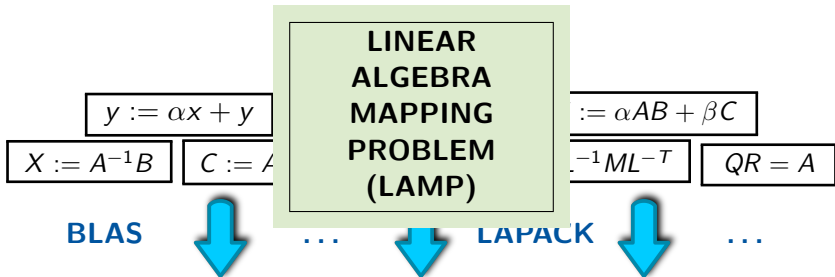 LINEAR
ALGEBRA
MAPPING
PROBLEM
(LAMP)
y := αx + y
:= αAB + βC
X := A⁻¹B
C := A
⁻¹ML⁻ᵀ
QR = A
BLAS ... LAPACK ...